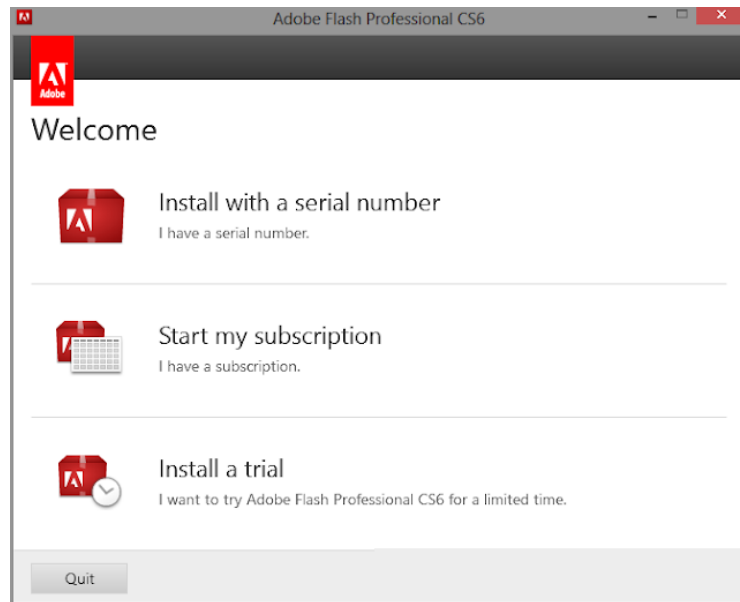 Adobe Flash Professional CS6
Adobe
Welcome
Install with a serial number
I have a serial number.
Start my subscription
I have a subscription.
Install a trial
I want to try Adobe Flash Professional CS6 for a limited time.
Quit